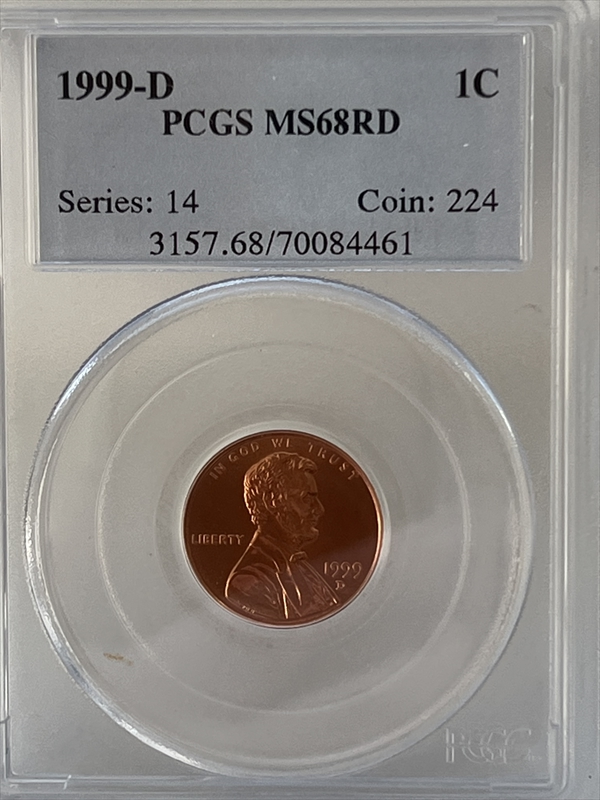 1999-D 1C
PCGS MS68RD
Series: 14 Coin: 224
3157.68/70084461
IN GOD WE TRUST
LIBERTY
1999
D
PCGS